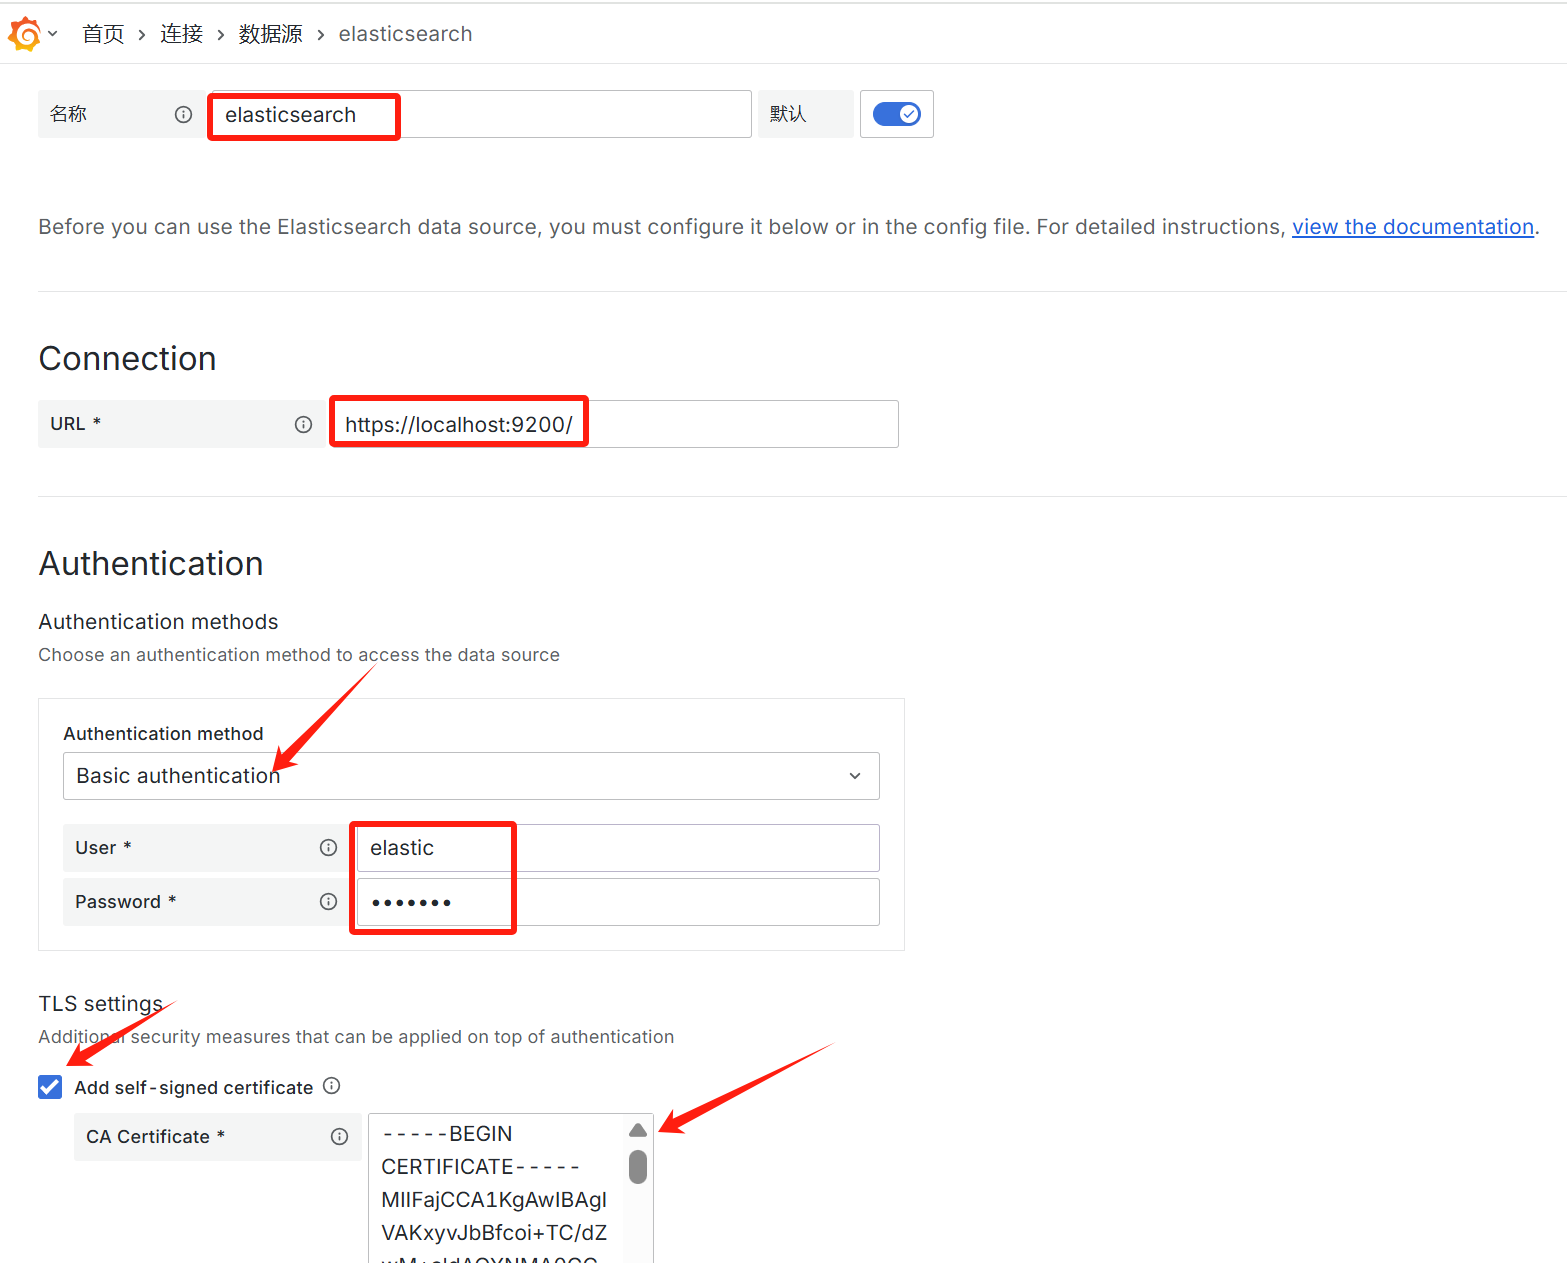 首页 › 连接 › 数据源 › elasticsearch
名称 elasticsearch 默认
Before you can use the Elasticsearch data source, you must configure it below or in the config file. For detailed instructions, view the documentation.
Connection
URL * https://localhost:9200/
Authentication
Authentication methods
Choose an authentication method to access the data source
Authentication method
Basic authentication
User * elastic
Password * •••••••
TLS settings
Additional security measures that can be applied on top of authentication
Add self-signed certificate
CA Certificate * -----BEGIN
CERTIFICATE-----
MIIFajCCA1KgAwIBAgI
VAKxyvJbBfcoi+TC/dZ